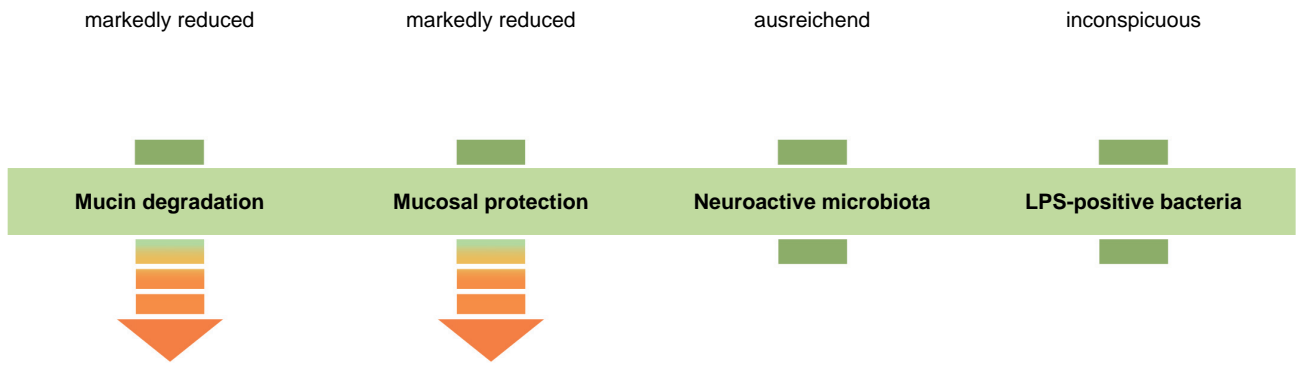 markedly reduced markedly reduced ausreichend inconspicuous
Mucin degradation Mucosal protection Neuroactive microbiota LPS-positive bacteria